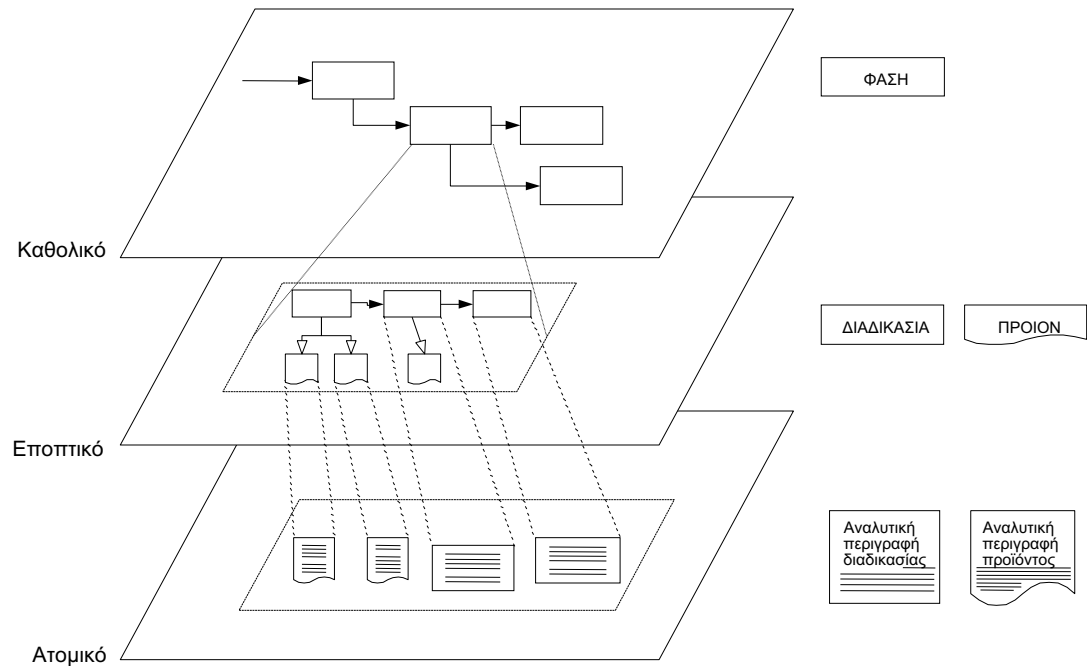 ΦΑΣΗ
Καθολικό
ΔΙΑΔΙΚΑΣΙΑ
ΠΡΟΙΟΝ
Εποπτικό
Αναλυτική
περιγραφή
διαδικασίας
Αναλυτική
περιγραφή
προϊόντος
Ατομικό